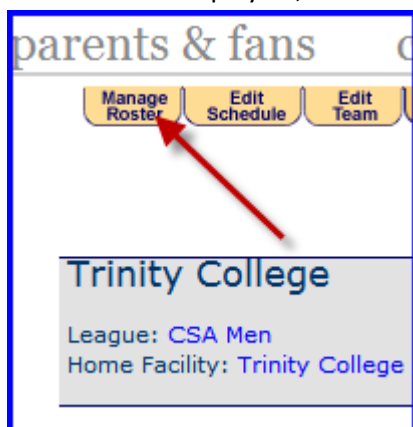 parents & fans
Manage Roster Edit Schedule Edit Team
Trinity College
League: CSA Men
Home Facility: Trinity College